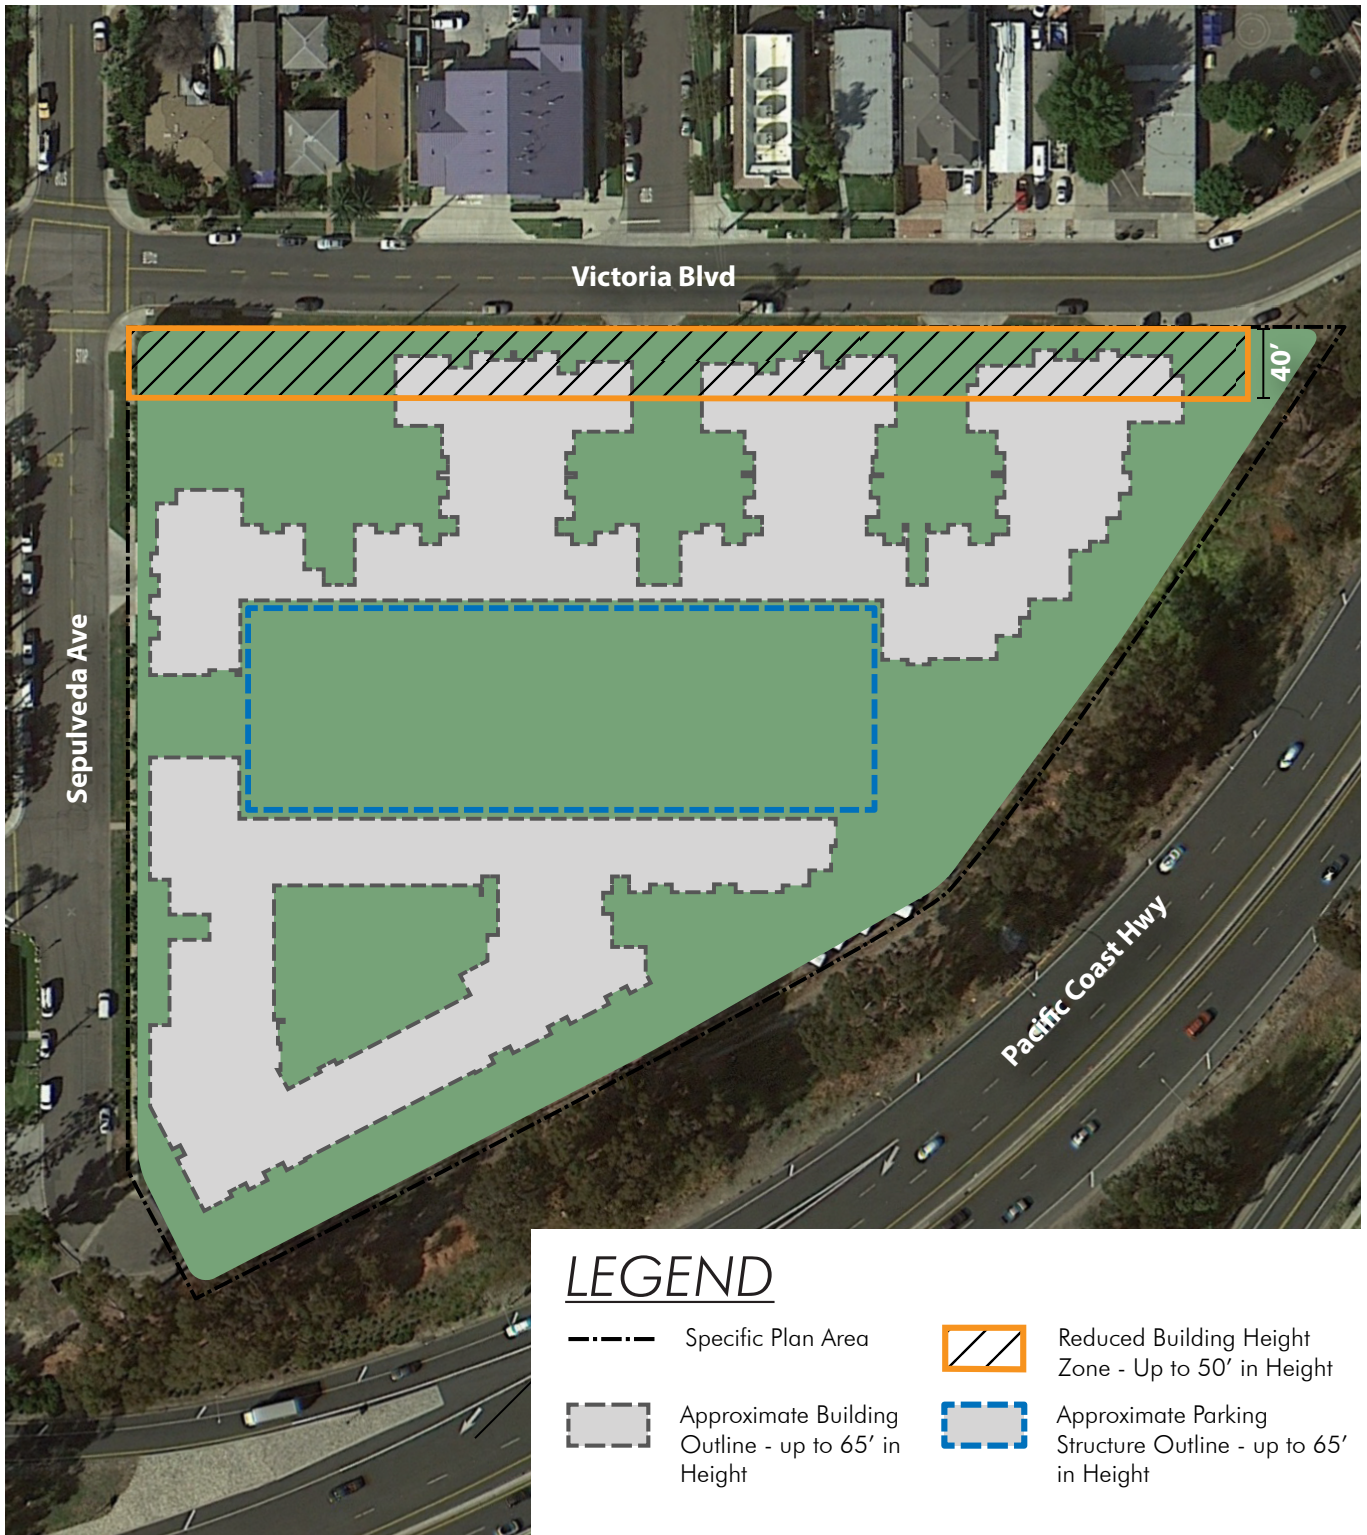 Victoria Blvd
40’
Sepulveda Ave
Pacific Coast Hwy
LEGEND
Specific Plan Area
Reduced Building Height
Zone - Up to 50’ in Height
Approximate Building
Outline - up to 65’ in
Height
Approximate Parking
Structure Outline - up to 65’
in Height